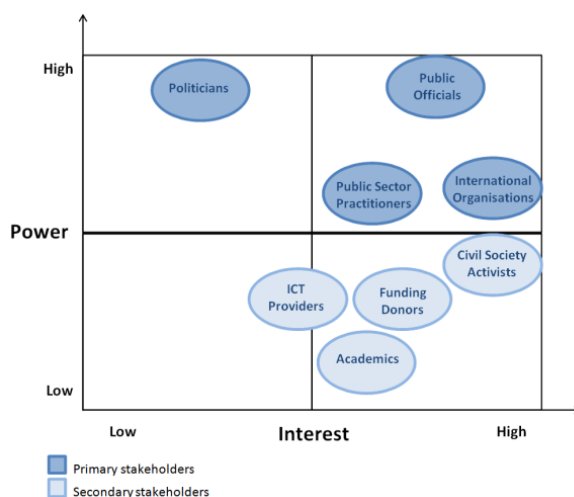 High
Politicians
Public
Officials
Public Sector
Practitioners
International
Organisations
Power
Civil Society
Activists
ICT
Providers
Funding
Donors
Academics
Low
Low
Interest
High
Primary stakeholders
Secondary stakeholders